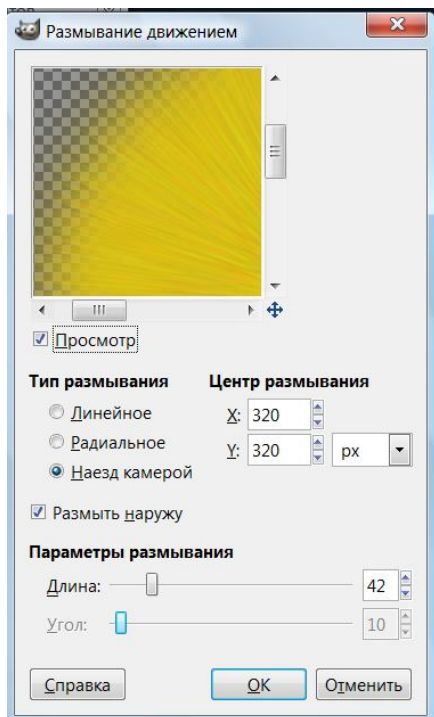 Размывание движением
Просмотр
Тип размывания Центр размывания
Линейное X: 320
Радиальное Y: 320 px
Наезд камерой
Размыть наружу
Параметры размывания
Длина: 42
Угол: 10
Справка OK Отменить